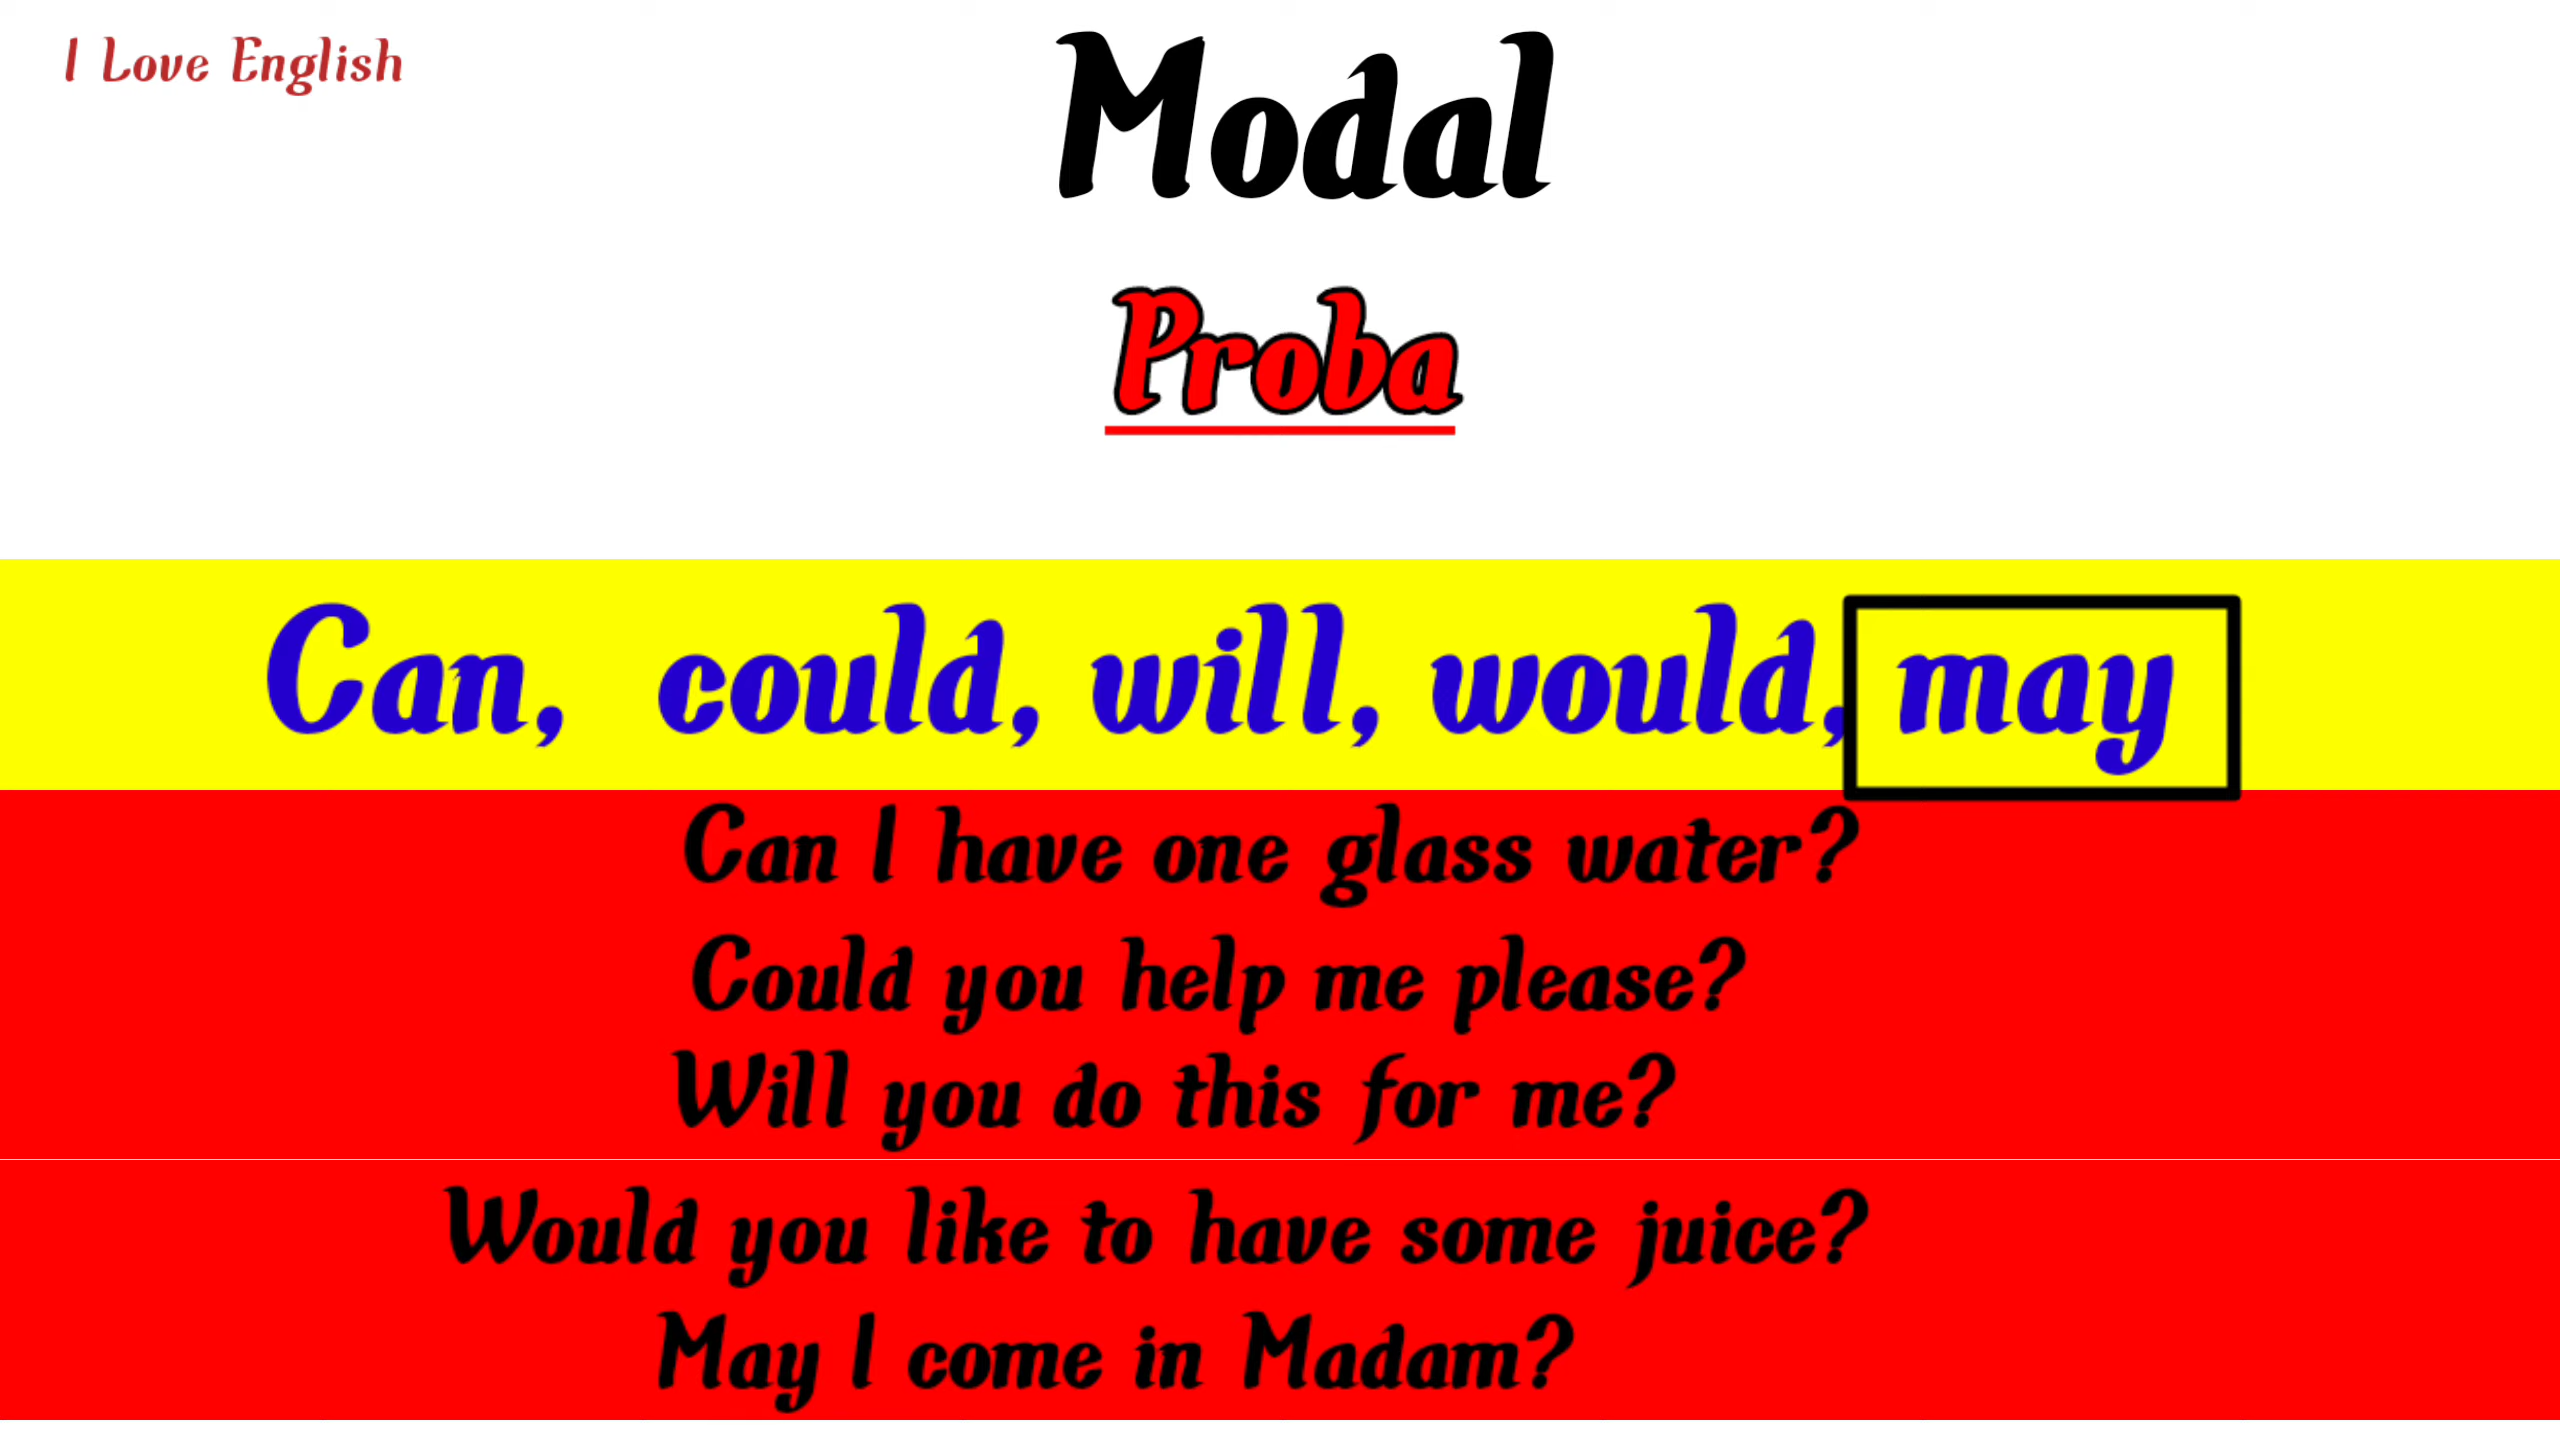 I Love English
Modal
Proba
Can, could, will, would, may
Can I have one glass water?
Could you help me please?
Will you do this for me?
Would you like to have some juice?
May I come in Madam?